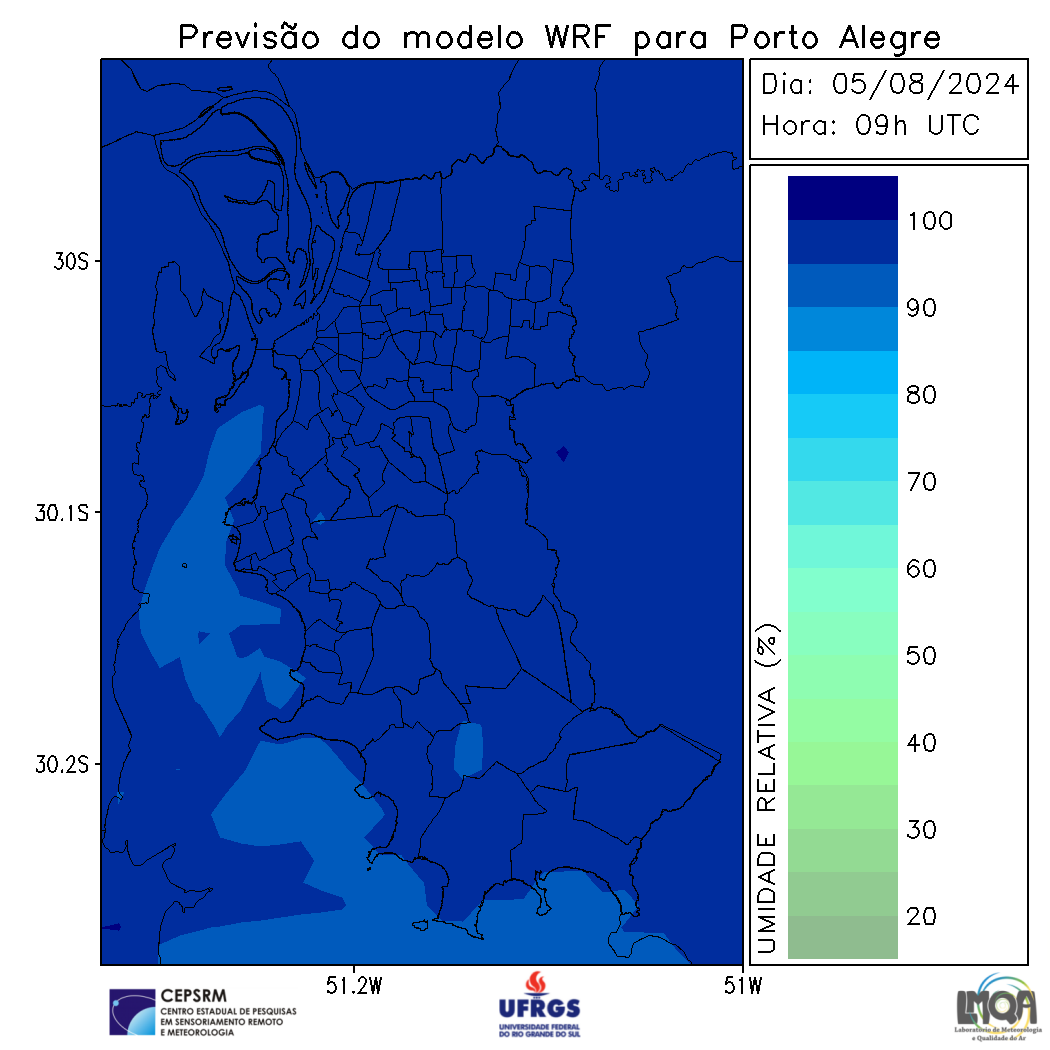 Previsão do modelo WRF para Porto Alegre
Dia: 05/08/2024
Hora: 09h UTC
100
90
80
70
60
50
40
30
20
UMIDADE RELATIVA (%)
30S
30.1S
30.2S
51.2W
51W
CEPSRM
CENTRO ESTADUAL DE PESQUISAS
EM SENSORIAMENTO REMOTO
E METEOROLOGIA
UFRGS
UNIVERSIDADE FEDERAL
DO RIO GRANDE DO SUL
LMQA
Laboratório de Meteorologia
e Qualidade do Ar